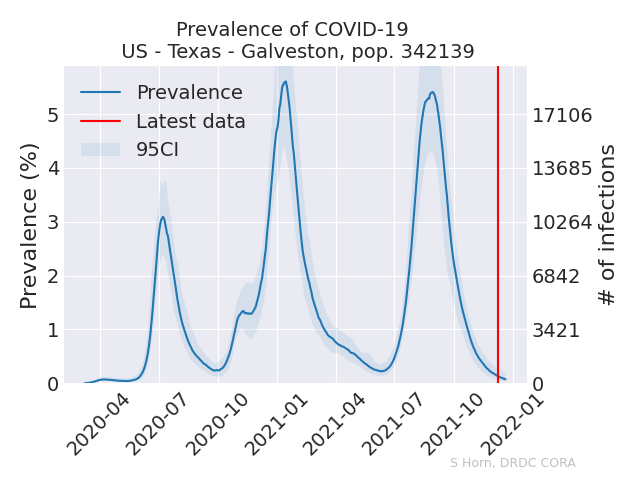 Prevalence of COVID-19
US - Texas - Galveston, pop. 342139
Prevalence
Latest data
95CI
Prevalence (%)
5
4
3
2
1
0
17106
13685
10264
6842
3421
0
# of infections
2020-04
2020-07
2020-10
2021-01
2021-04
2021-07
2021-10
2022-01
S Horn, DRDC CORA